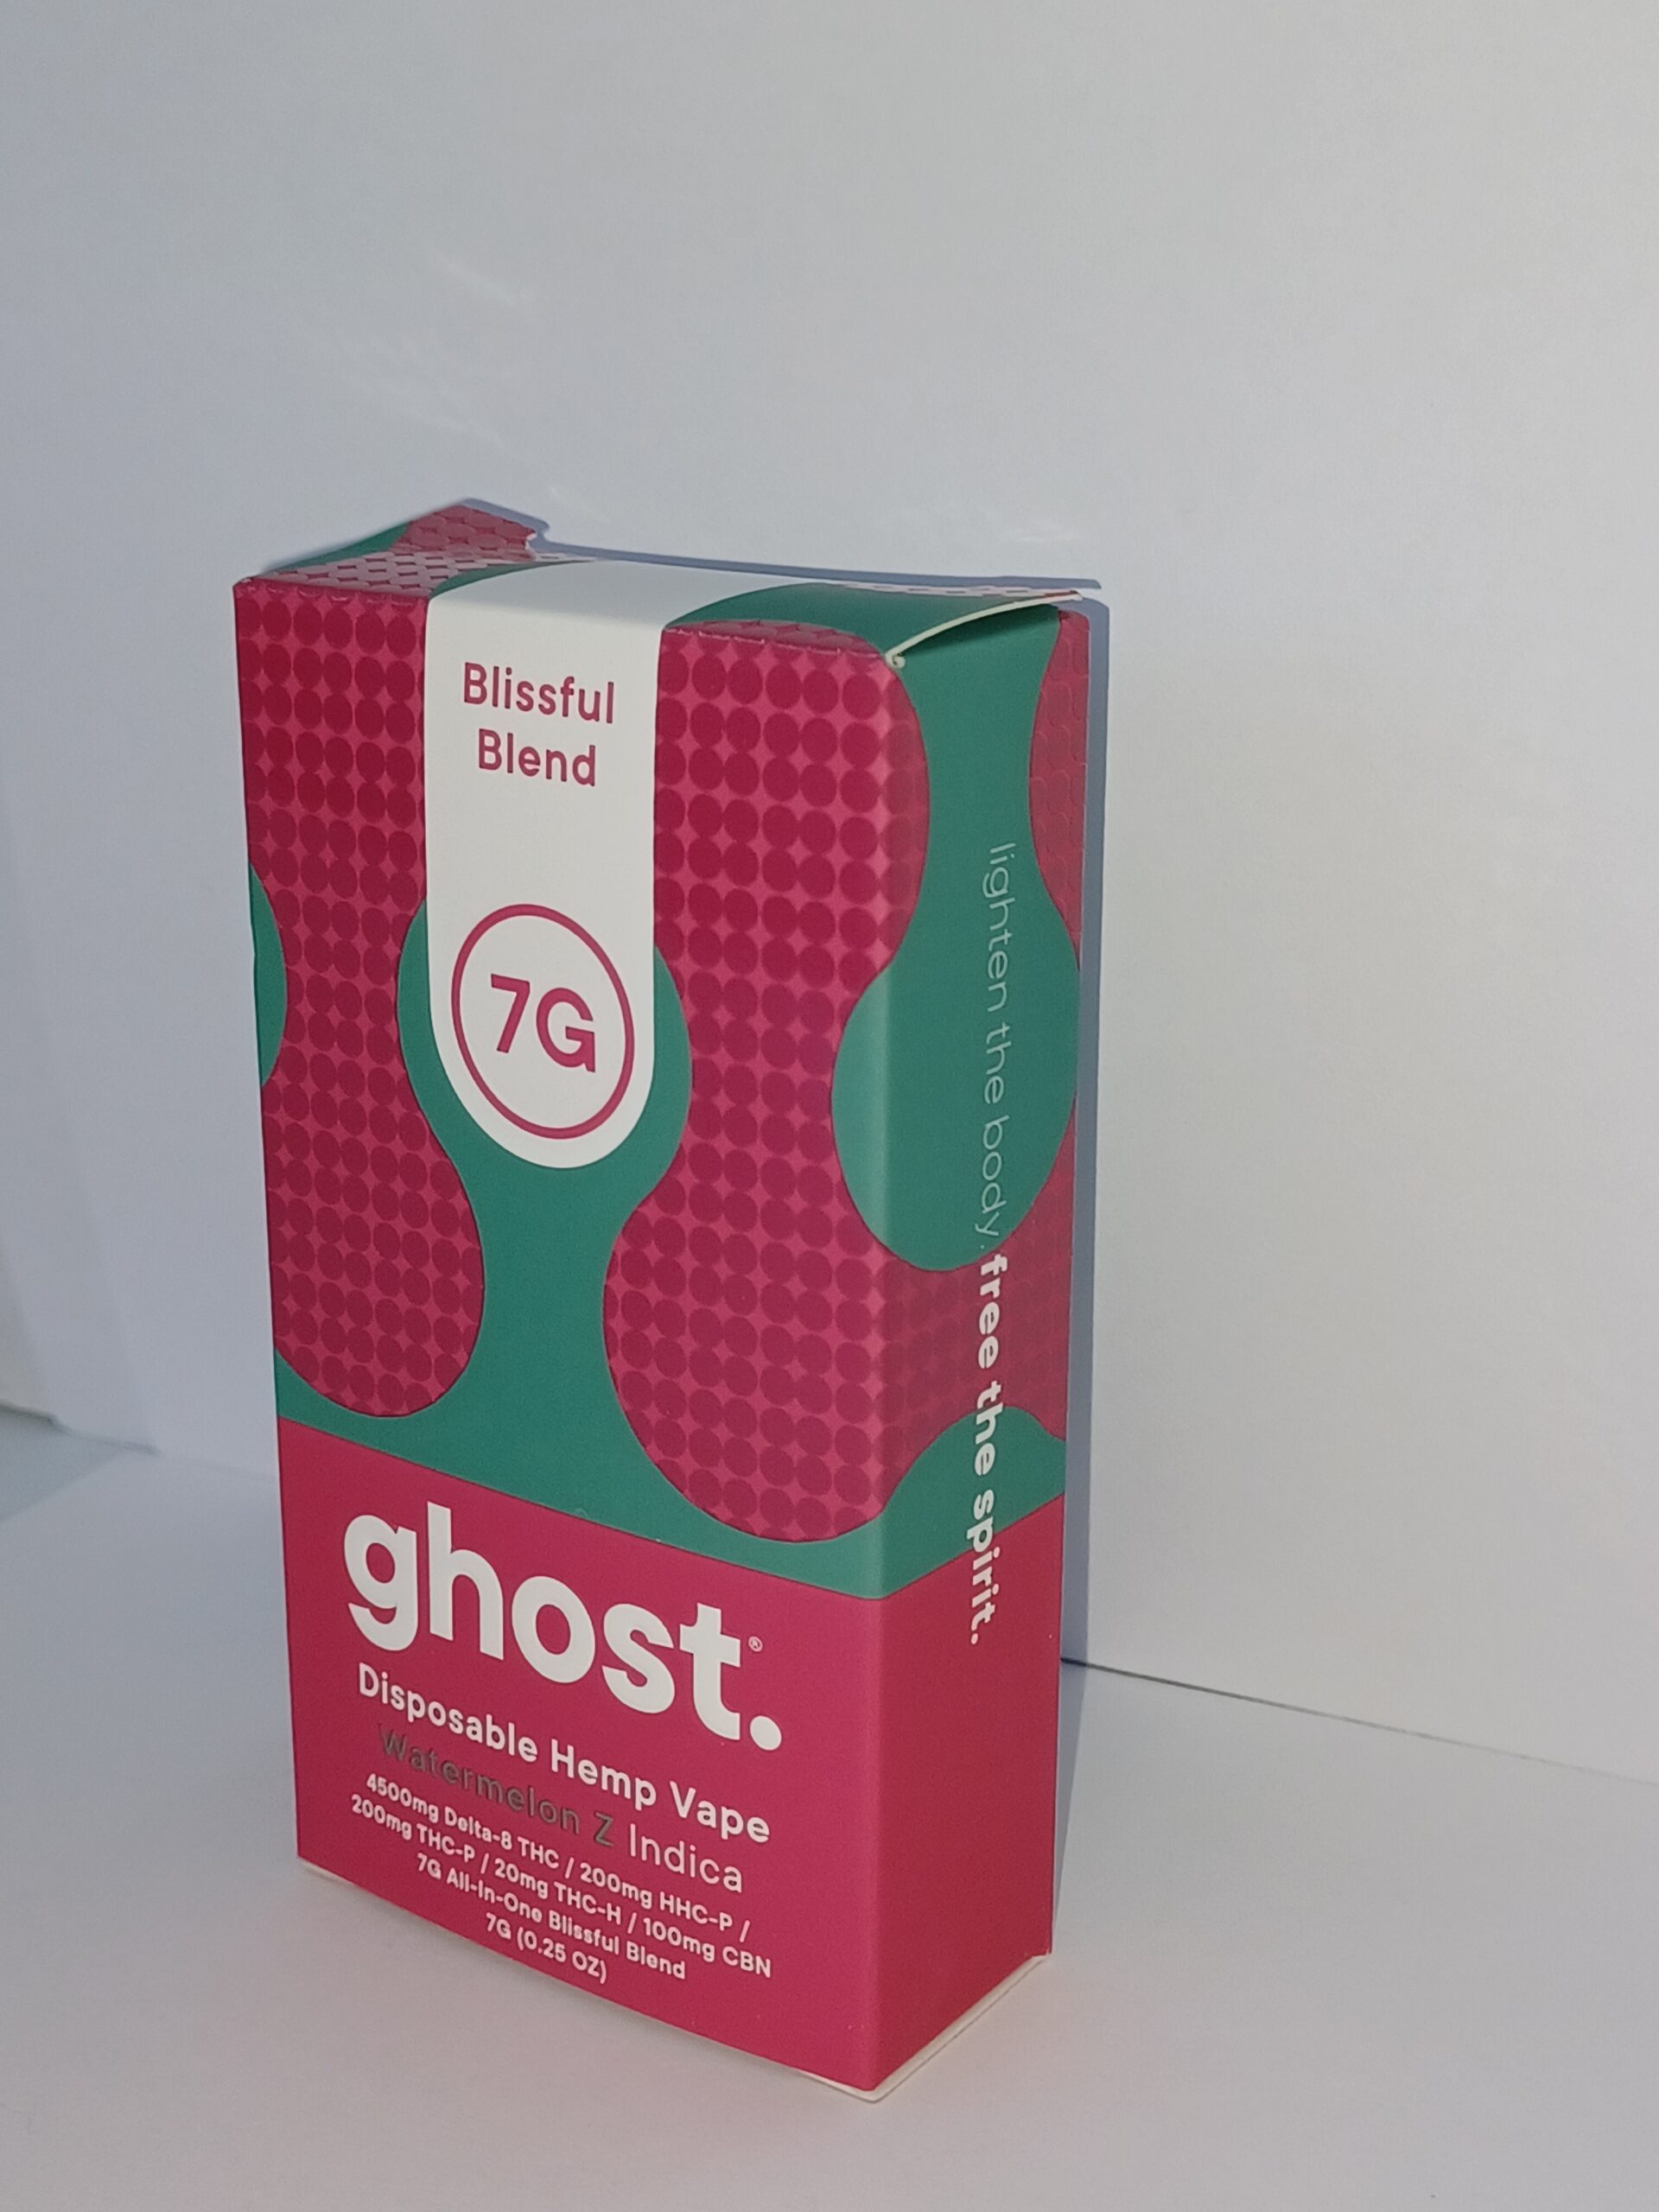 Blissful
Blend
7G
ghost.®
Disposable Hemp Vape
Watermelon Z Indica
4500mg Delta-8 THC / 200mg HHC-P /
200mg THC-P / 20mg THC-H / 100mg CBN
7G All-In-One Blissful Blend
7G (0.25 OZ)
lighten the body. free the spirit.